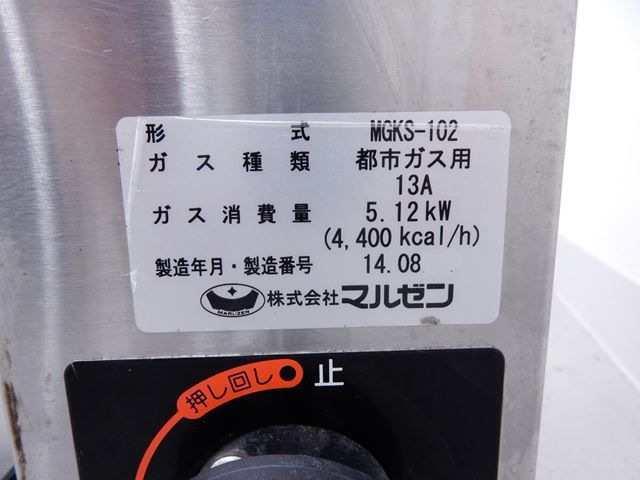 形式 MGKS-102
ガス種類 都市ガス用
13A
ガス消費量 5.12kW
(4,400kcal/h)
製造年月・製造番号 14.08
MARUZEN 株式会社マルゼン
押し回し 止